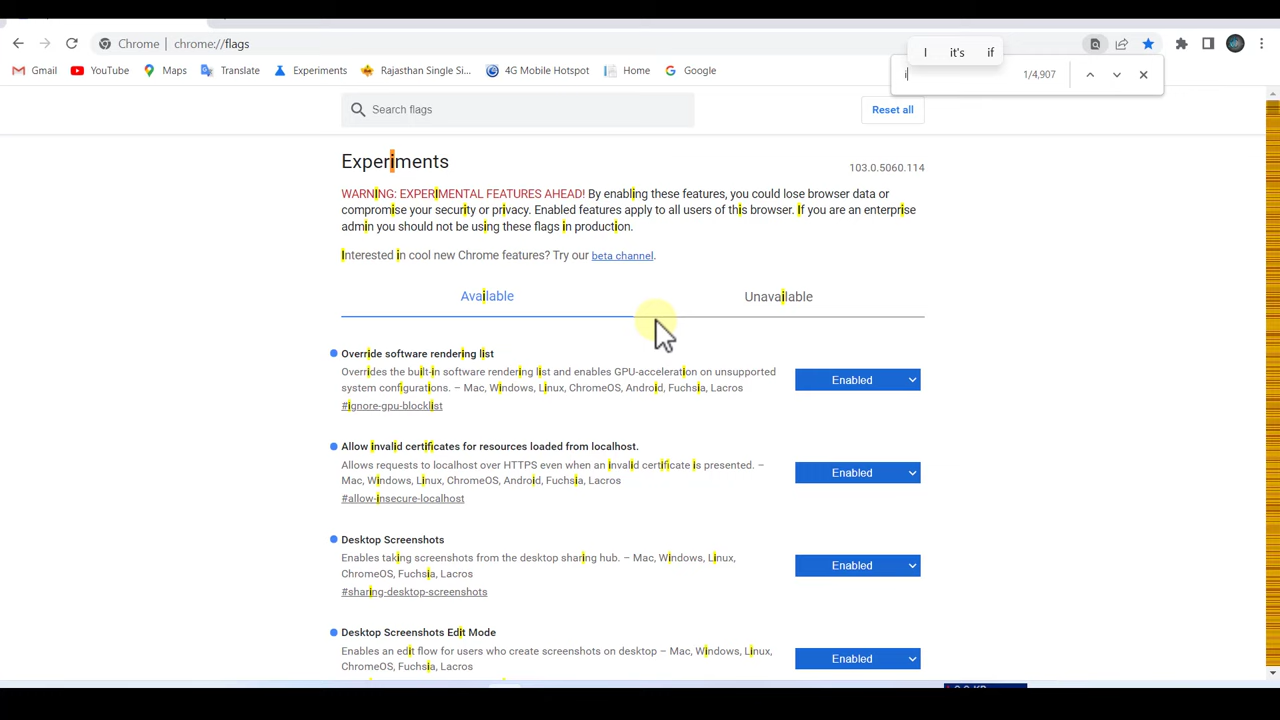 Chrome | chrome://flags
I it's if
Gmail YouTube Maps Translate Experiments Rajasthan Single Si... 4G Mobile Hotspot Home Google
i 1/4,907
Search flags
Reset all
Experiments
103.0.5060.114
WARNING: EXPERIMENTAL FEATURES AHEAD! By enabling these features, you could lose browser data or
compromise your security or privacy. Enabled features apply to all users of this browser. If you are an enterprise
admin you should not be using these flags in production.
Interested in cool new Chrome features? Try our beta channel.
Available Unavailable
Override software rendering list
Overrides the built-in software rendering list and enables GPU-acceleration on unsupported
system configurations. – Mac, Windows, Linux, ChromeOS, Android, Fuchsia, Lacros
#ignore-gpu-blocklist
Enabled
Allow invalid certificates for resources loaded from localhost.
Allows requests to localhost over HTTPS even when an invalid certificate is presented. –
Mac, Windows, Linux, ChromeOS, Android, Fuchsia, Lacros
#allow-insecure-localhost
Enabled
Desktop Screenshots
Enables taking screenshots from the desktop sharing hub. – Mac, Windows, Linux,
ChromeOS, Fuchsia, Lacros
#sharing-desktop-screenshots
Enabled
Desktop Screenshots Edit Mode
Enables an edit flow for users who create screenshots on desktop – Mac, Windows, Linux,
ChromeOS, Fuchsia, Lacros
Enabled